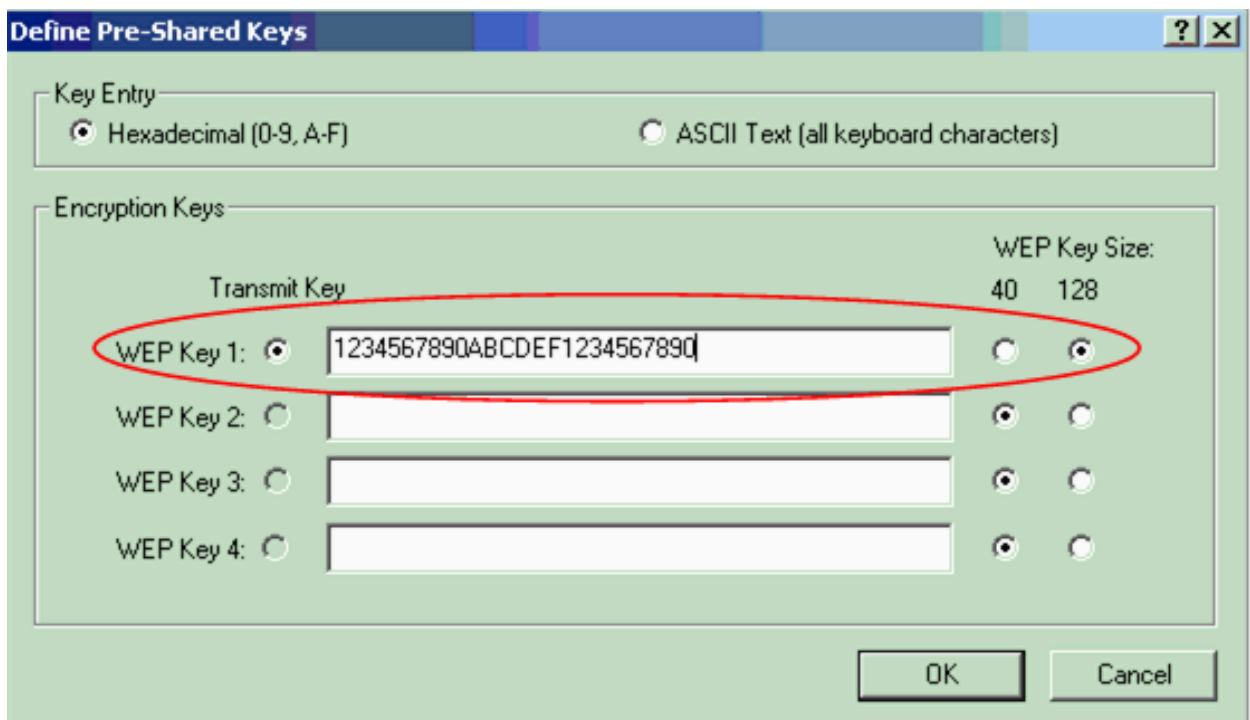 Define Pre-Shared Keys
Key Entry
Hexadecimal (0-9, A-F) ASCII Text (all keyboard characters)
Encryption Keys
WEP Key Size:
Transmit Key 40 128
WEP Key 1: 1234567890ABCDEF1234567890
WEP Key 2:
WEP Key 3:
WEP Key 4:
OK Cancel